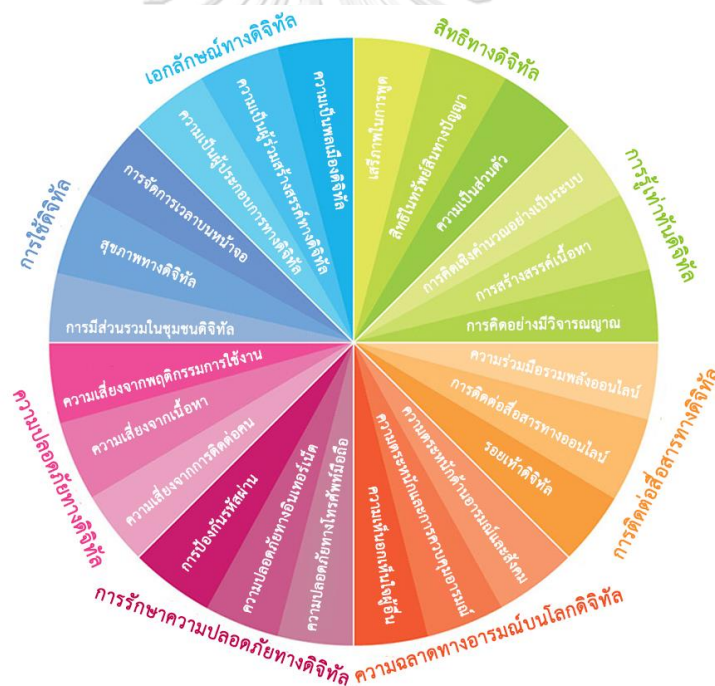 เอกลักษณ์ทางดิจิทัล
ความเป็นพลเมืองดิจิทัล
ความเป็นผู้ร่วมสร้างสรรค์ทางดิจิทัล
ความเป็นผู้ประกอบการทางดิจิทัล
สิทธิทางดิจิทัล
เสรีภาพในการพูด
สิทธิในทรัพย์สินทางปัญญา
ความเป็นส่วนตัว
การรู้เท่าทันดิจิทัล
การคิดเชิงคำนวณอย่างเป็นระบบ
การสร้างสรรค์เนื้อหา
การคิดอย่างมีวิจารณญาณ
การติดต่อสื่อสารทางดิจิทัล
ความร่วมมือรวมพลังออนไลน์
การติดต่อสื่อสารทางออนไลน์
รอยเท้าดิจิทัล
ความฉลาดทางอารมณ์บนโลกดิจิทัล
ความตระหนักด้านอารมณ์และสังคม
ความตระหนักและการควบคุมอารมณ์
ความเห็นอกเห็นใจผู้อื่น
การรักษาความปลอดภัยทางดิจิทัล
ความปลอดภัยทางโทรศัพท์มือถือ
ความปลอดภัยทางอินเทอร์เน็ต
การป้องกันรหัสผ่าน
ความปลอดภัยทางดิจิทัล
ความเสี่ยงจากการติดต่อคน
ความเสี่ยงจากเนื้อหา
ความเสี่ยงจากพฤติกรรมการใช้งาน
การใช้ดิจิทัล
การมีส่วนรวมในชุมชนดิจิทัล
สุขภาพทางดิจิทัล
การจัดการเวลาบนหน้าจอ